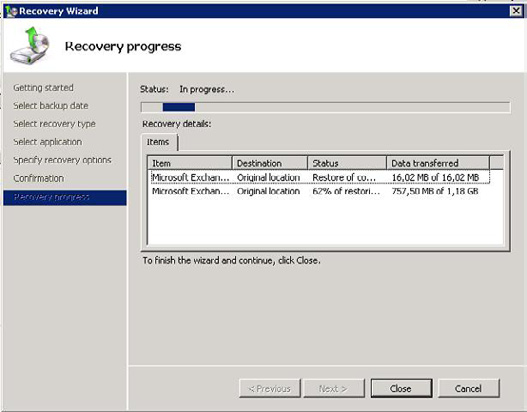 Recovery Wizard
Recovery progress
Getting started
Select backup date
Select recovery type
Select application
Specify recovery options
Confirmation
Recovery progress
Status: In progress...
Recovery details:
Items
Item Destination Status Data transferred
Microsoft Exchan... Original location Restore of co... 16,02 MB of 16,02 MB
Microsoft Exchan... Original location 62% of restori... 757,50 MB of 1,18 GB
To finish the wizard and continue, click Close.
< Previous Next > Close Cancel